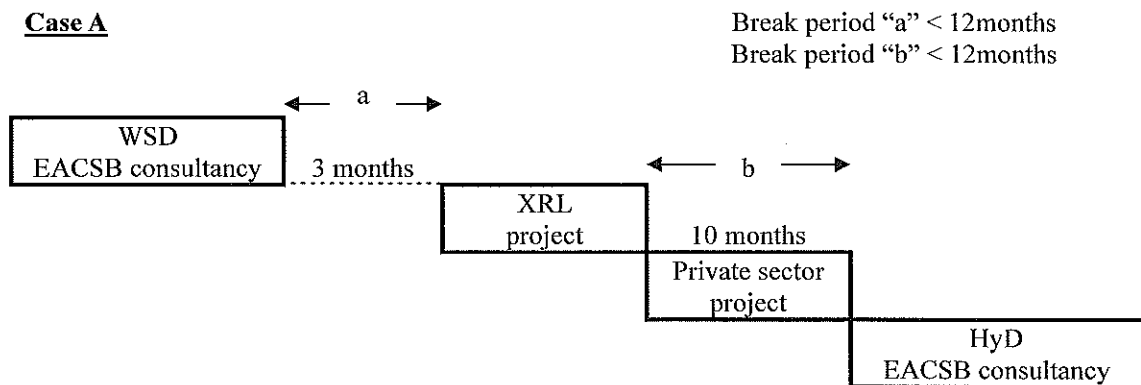 Case A
Break period “a” < 12months
Break period “b” < 12months
a
WSD
EACSB consultancy
3 months
b
XRL
project
10 months
Private sector
project
HyD
EACSB consultancy